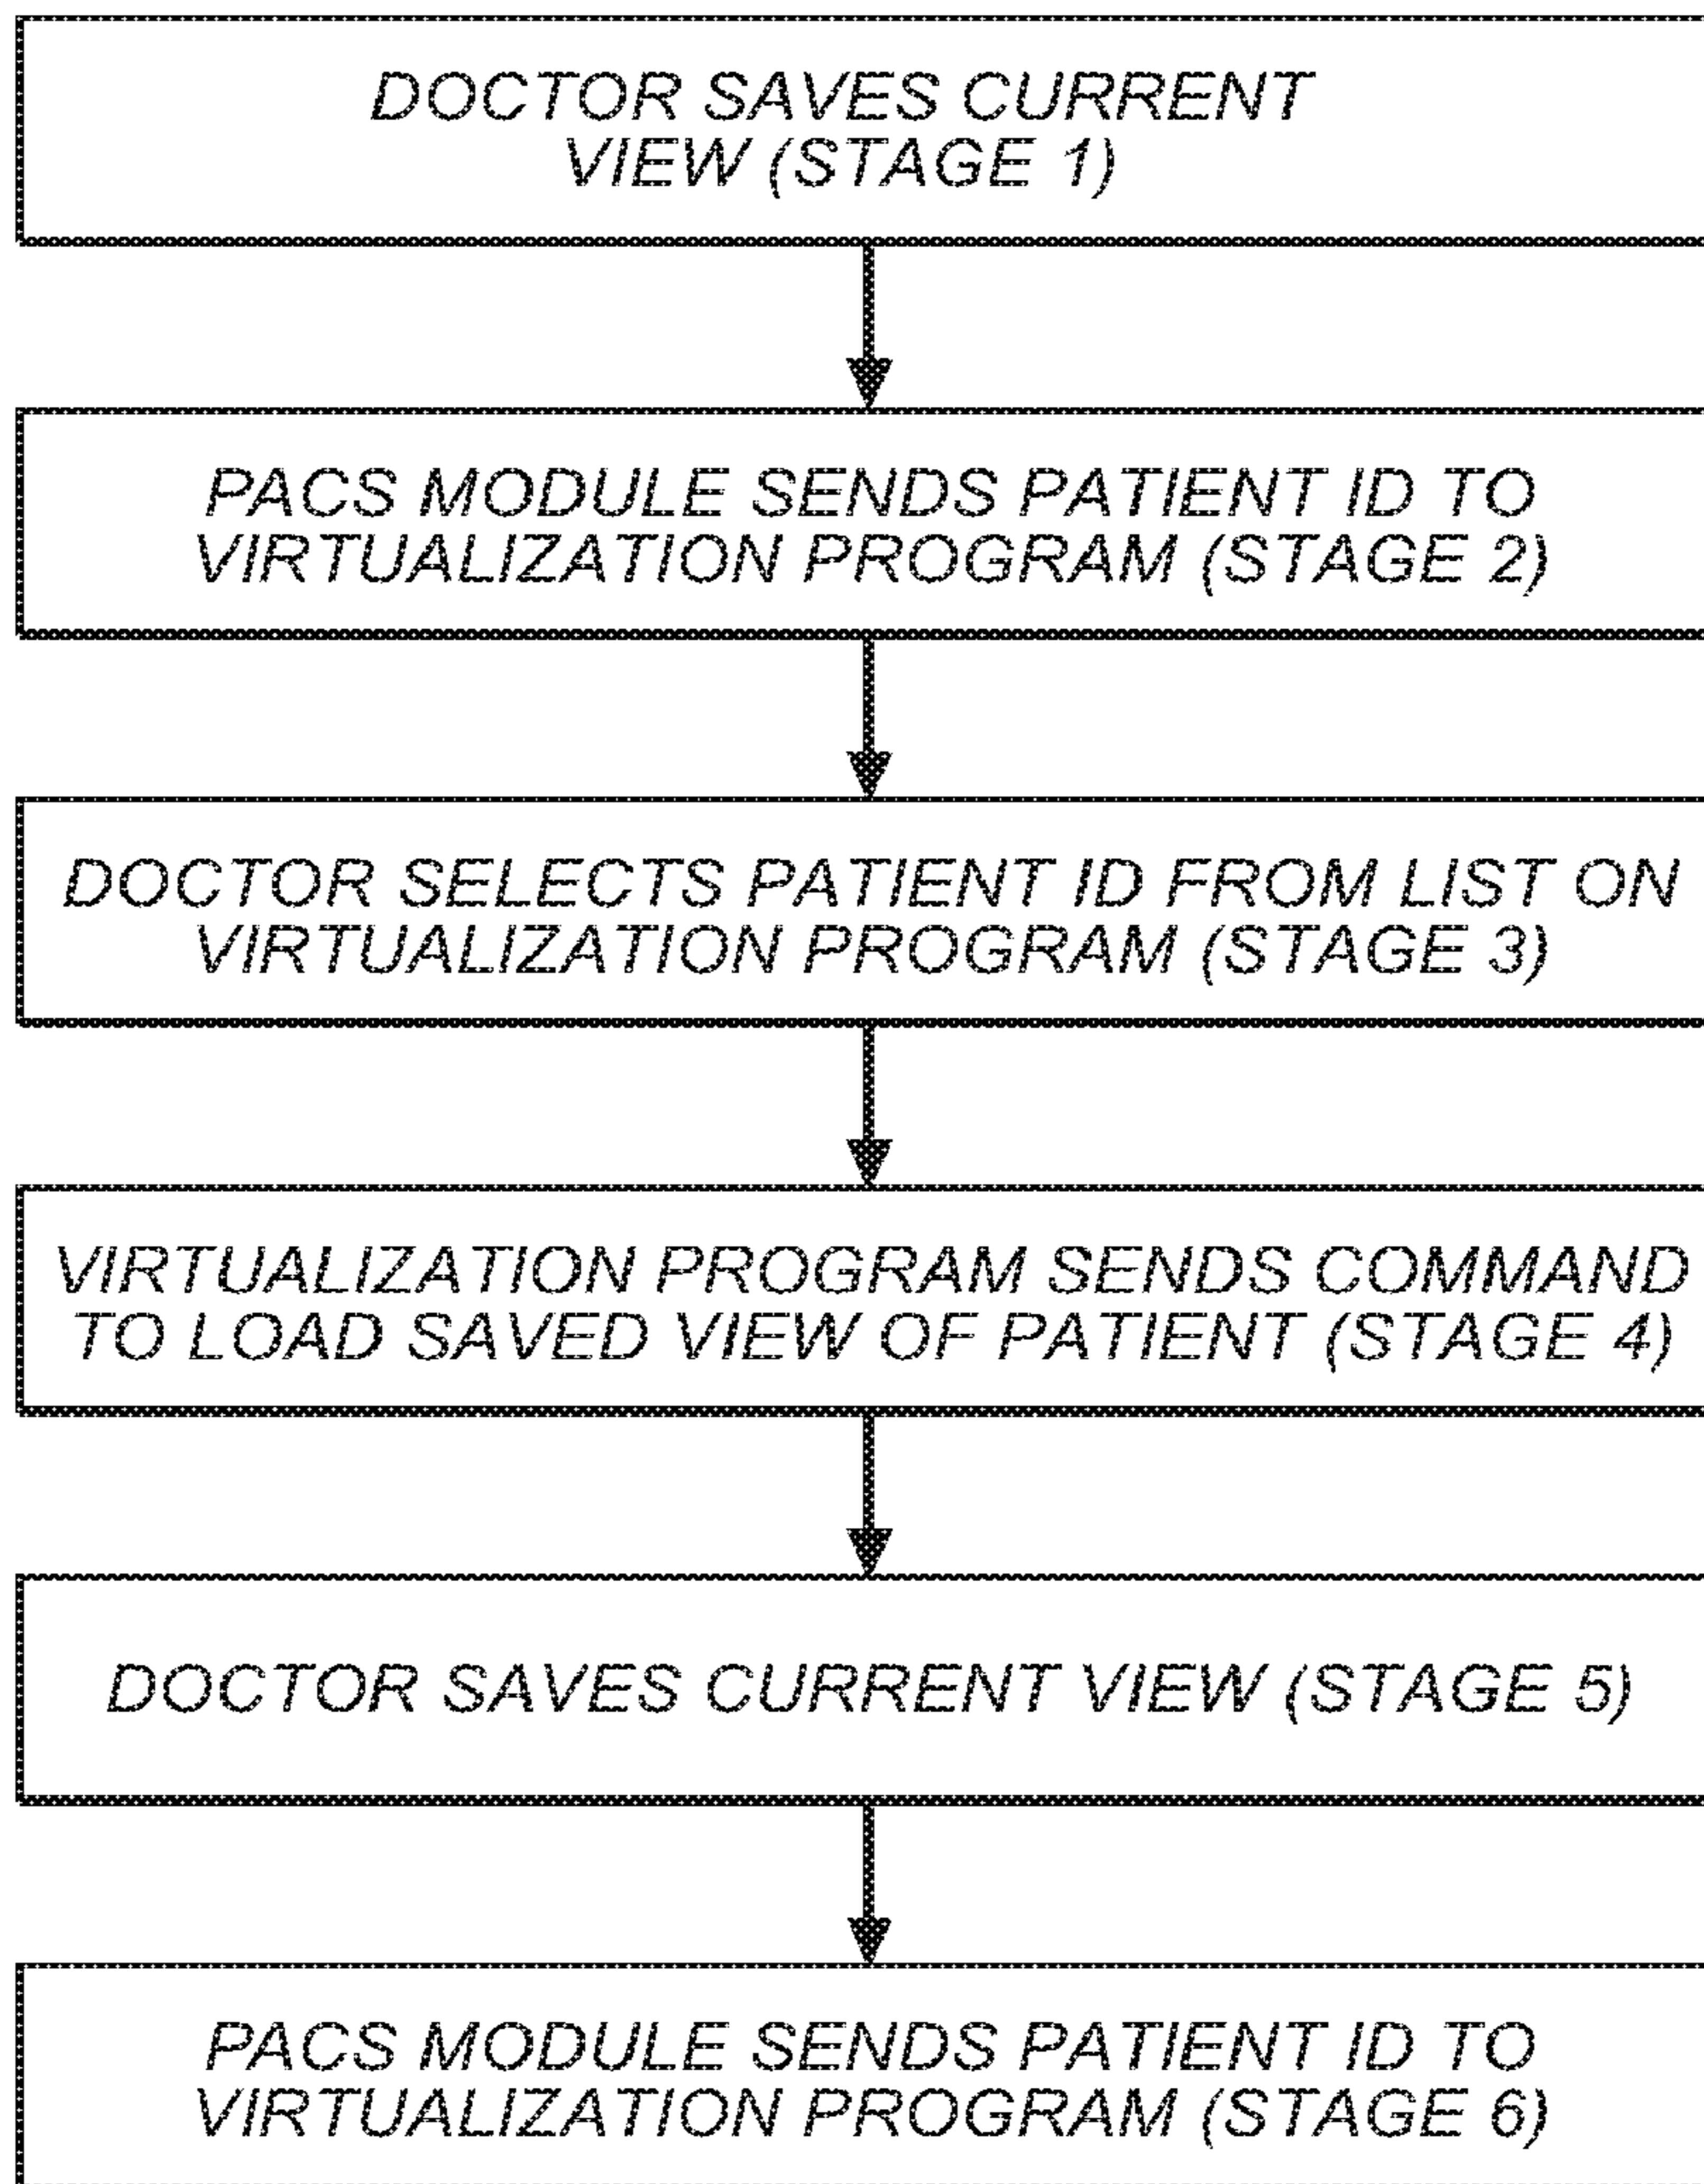 DOCTOR SAVES CURRENT
VIEW (STAGE 1)
PACS MODULE SENDS PATIENT ID TO
VIRTUALIZATION PROGRAM (STAGE 2)
DOCTOR SELECTS PATIENT ID FROM LIST ON
VIRTUALIZATION PROGRAM (STAGE 3)
VIRTUALIZATION PROGRAM SENDS COMMAND
TO LOAD SAVED VIEW OF PATIENT (STAGE 4)
DOCTOR SAVES CURRENT VIEW (STAGE 5)
PACS MODULE SENDS PATIENT ID TO
VIRTUALIZATION PROGRAM (STAGE 6)